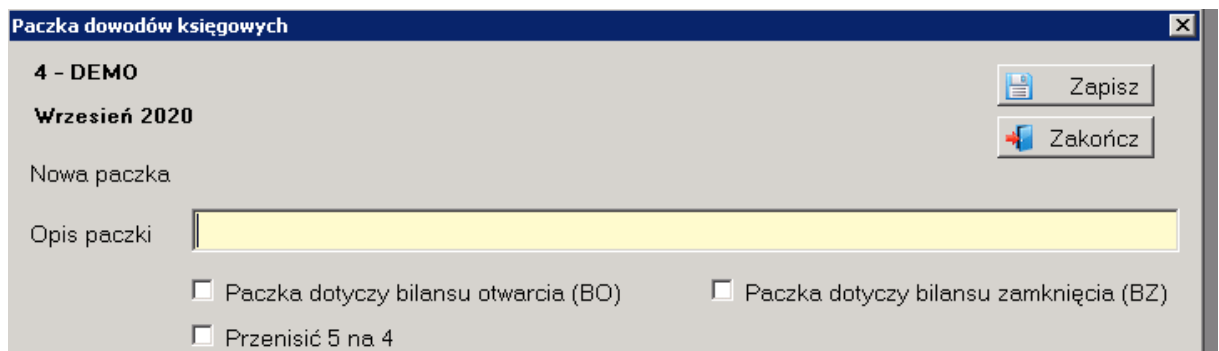 Paczka dowodów księgowych
4 - DEMO
Zapisz
Wrzesień 2020
Zakończ
Nowa paczka
Opis paczki
Paczka dotyczy bilansu otwarcia (BO)
Paczka dotyczy bilansu zamknięcia (BZ)
Przenisić 5 na 4